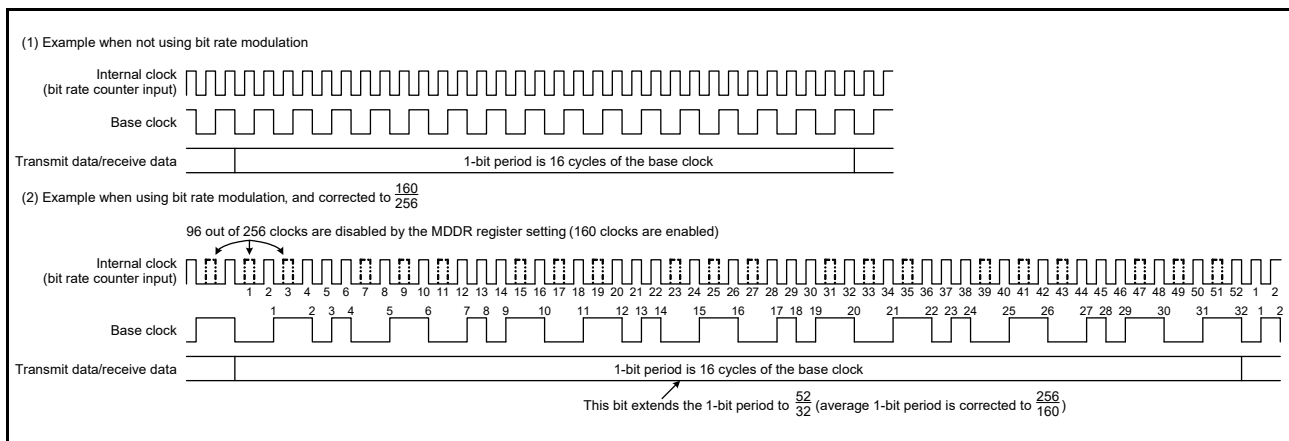 (1) Example when not using bit rate modulation
Internal clock
(bit rate counter input)
Base clock
Transmit data/receive data
1-bit period is 16 cycles of the base clock
(2) Example when using bit rate modulation, and corrected to 160/256
96 out of 256 clocks are disabled by the MDDR register setting (160 clocks are enabled)
Internal clock
(bit rate counter input)
1 2 3 4 5 6 7 8 9 10 11 12 13 14 15 16 17 18 19 20 21 22 23 24 25 26 27 28 29 30 31 32 33 34 35 36 37 38 39 40 41 42 43 44 45 46 47 48 49 50 51 52 1 2
1 2 3 4 5 6 7 8 9 10 11 12 13 14 15 16 17 18 19 20 21 22 23 24 25 26 27 28 29 30 31 32 1 2
Base clock
Transmit data/receive data
1-bit period is 16 cycles of the base clock
This bit extends the 1-bit period to 52/32 (average 1-bit period is corrected to 256/160)